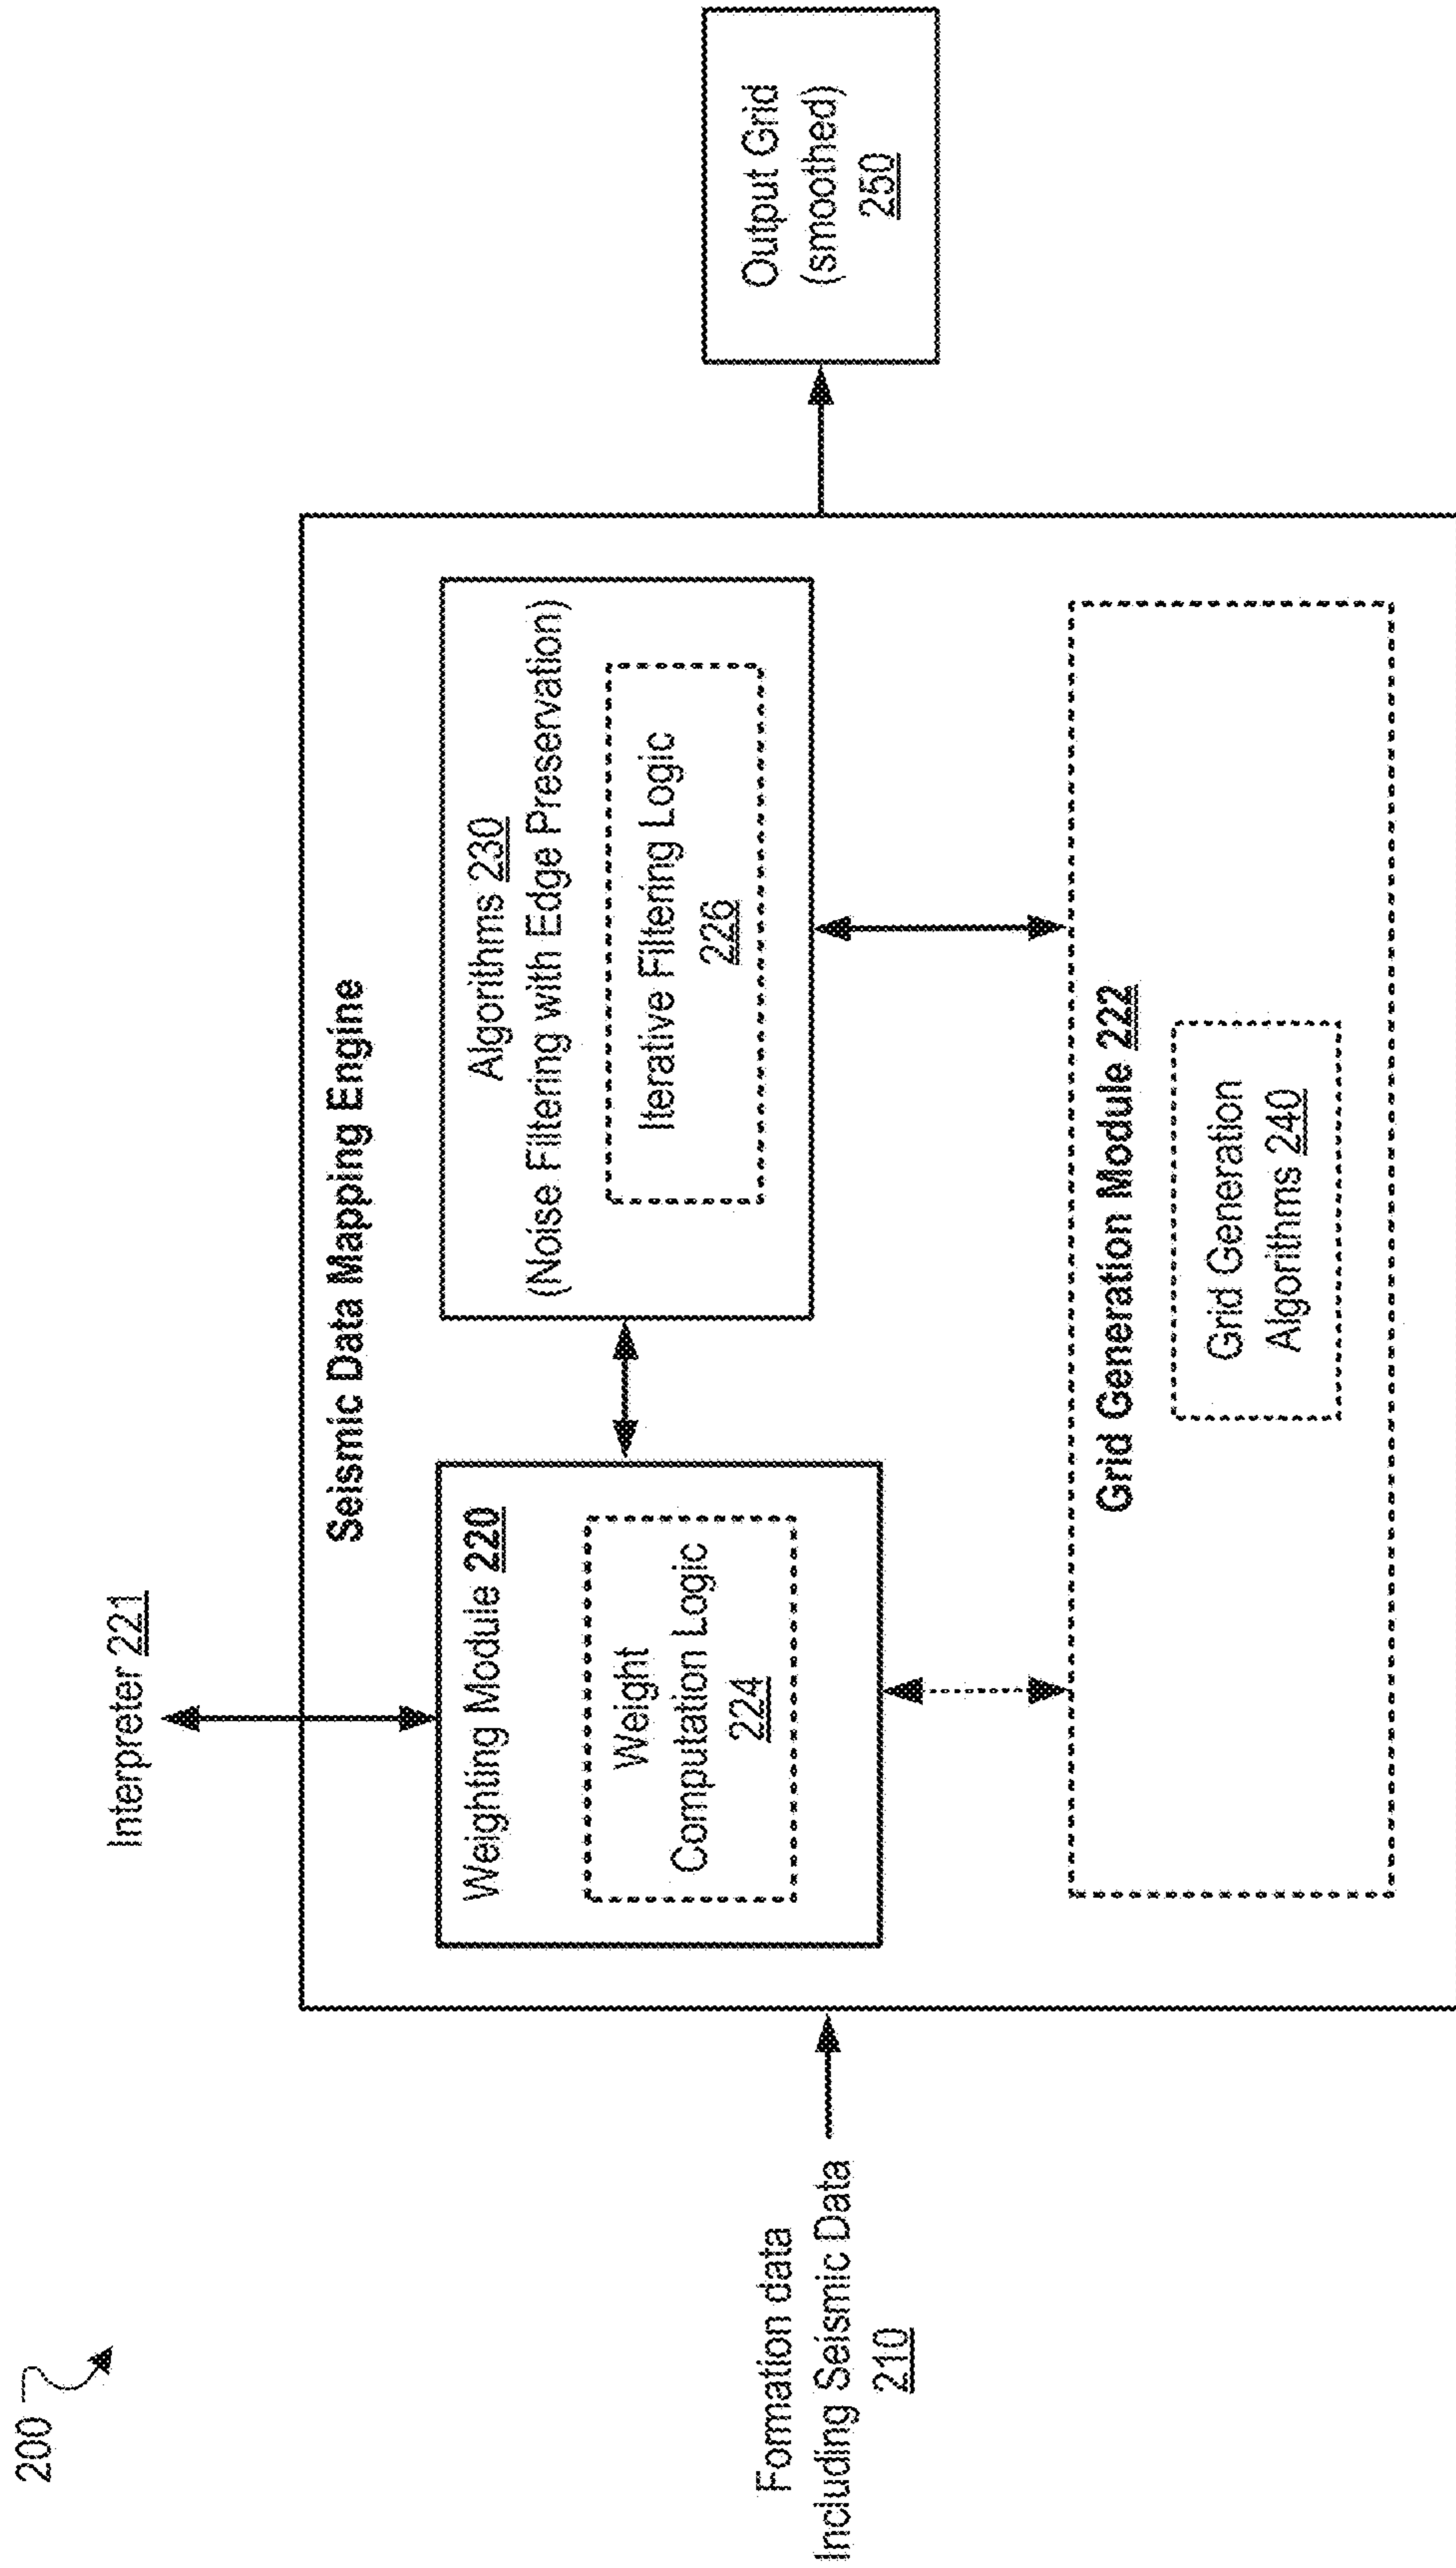 200
Interpreter 221
Seismic Data Mapping Engine
Formation data
Including Seismic Data
210
Weighting Module 220
Weight
Computation Logic
224
Algorithms 230
(Noise Filtering with Edge Preservation)
Iterative Filtering Logic
226
Grid Generation Module 222
Grid Generation
Algorithms 240
Output Grid
(smoothed)
250